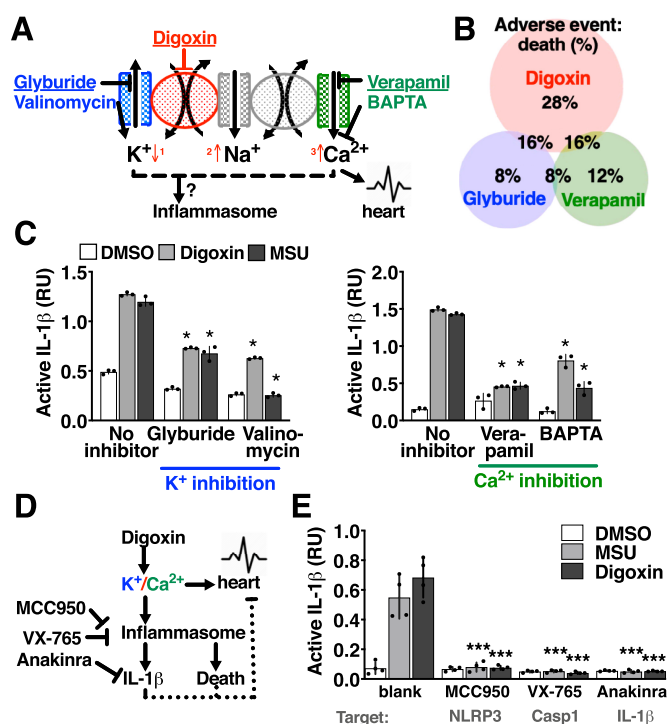 A
Digoxin
Glyburide
Valinomycin
Verapamil
BAPTA
K+ ↓1 2↑ Na+ 3↑ Ca2+
?
Inflammasome
heart
B
Adverse event:
death (%)
Digoxin
28%
16% 16%
8% 8% 12%
Glyburide
Verapamil
C
DMSO Digoxin MSU
Active IL-1β (RU)
1.5
1.0
0.5
0.0
* * * *
No inhibitor
Glyburide
Valino-
mycin
K+ inhibition
Active IL-1β (RU)
2.0
1.5
1.0
0.5
0.0
* * * *
No inhibitor
Vera-
pamil
BAPTA
Ca2+ inhibition
D
Digoxin
K+/Ca2+
heart
MCC950
VX-765
Anakinra
Inflammasome
IL-1β
Death
E
DMSO
MSU
Digoxin
Active IL-1β (RU)
1.0
0.8
0.6
0.4
0.2
0.0
*** *** *** *** *** ***
blank MCC950 VX-765 Anakinra
Target: NLRP3 Casp1 IL-1β